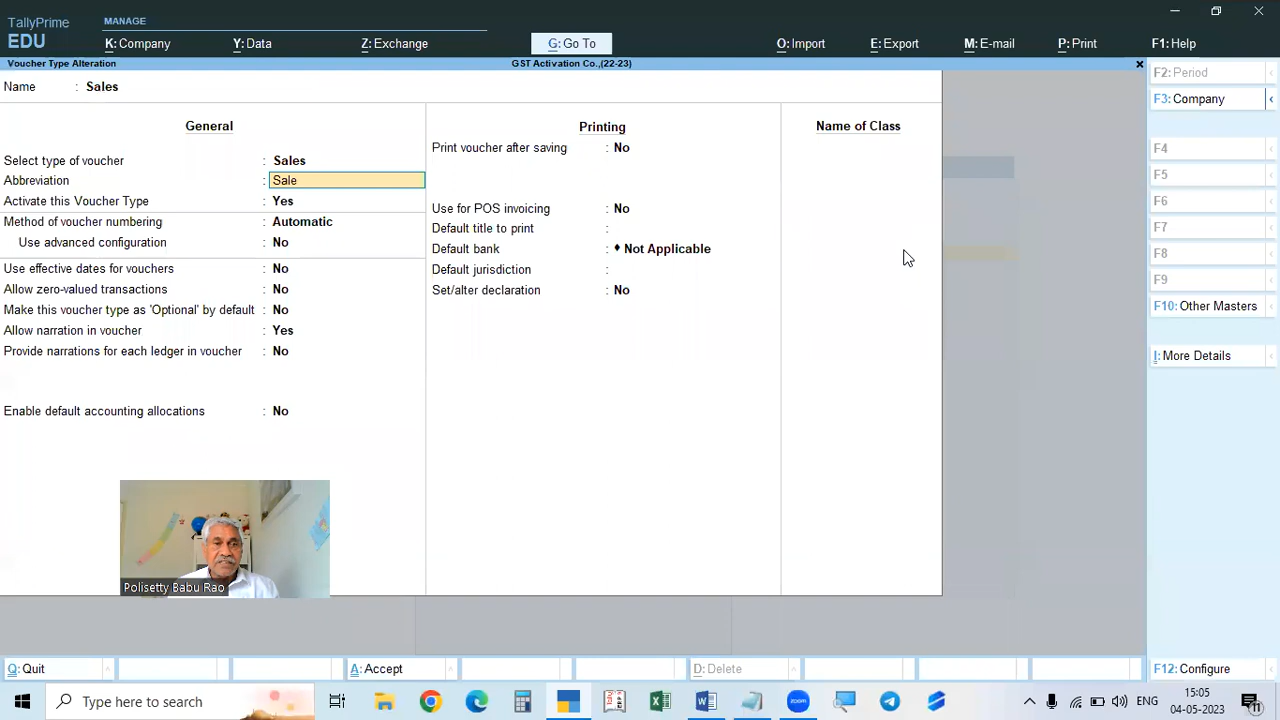 TallyPrime
MANAGE
EDU
K: Company
Y: Data
Z: Exchange
G: Go To
O: Import
E: Export
M: E-mail
P: Print
F1: Help
Voucher Type Alteration
GST Activation Co.,(22-23)
×
F2: Period
Name : Sales
F3: Company
General
Printing
Name of Class
Select type of voucher : Sales
Print voucher after saving : No
F4
Abbreviation : Sale
F5
Activate this Voucher Type : Yes
Use for POS invoicing : No
F6
Method of voucher numbering : Automatic
Default title to print :
F7
Use advanced configuration : No
Default bank : ♦ Not Applicable
F8
Use effective dates for vouchers : No
Default jurisdiction :
F9
Allow zero-valued transactions : No
Set/alter declaration : No
F10: Other Masters
Make this voucher type as 'Optional' by default : No
Allow narration in voucher : Yes
Provide narrations for each ledger in voucher : No
I: More Details
Enable default accounting allocations : No
Polisetty Babu Rao
Q: Quit
A: Accept
D: Delete
F12: Configure
Type here to search
zoom
ENG
15:05
04-05-2023